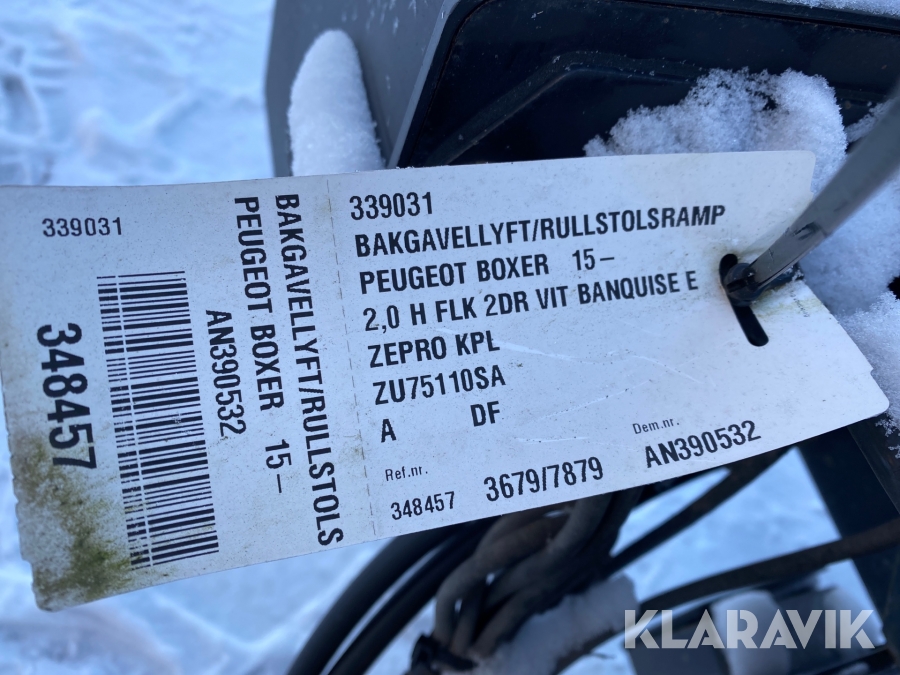 339031
348457
BAKGAVELLYFT/RULLSTOLS
PEUGEOT BOXER 15–
AN390532
339031
BAKGAVELLYFT/RULLSTOLSRAMP
PEUGEOT BOXER 15–
2,0 H FLK 2DR VIT BANQUISE E
ZEPRO KPL
ZU75110SA
A DF
Ref.nr. Dem.nr.
348457 3679/7879 AN390532
KLARAVIK